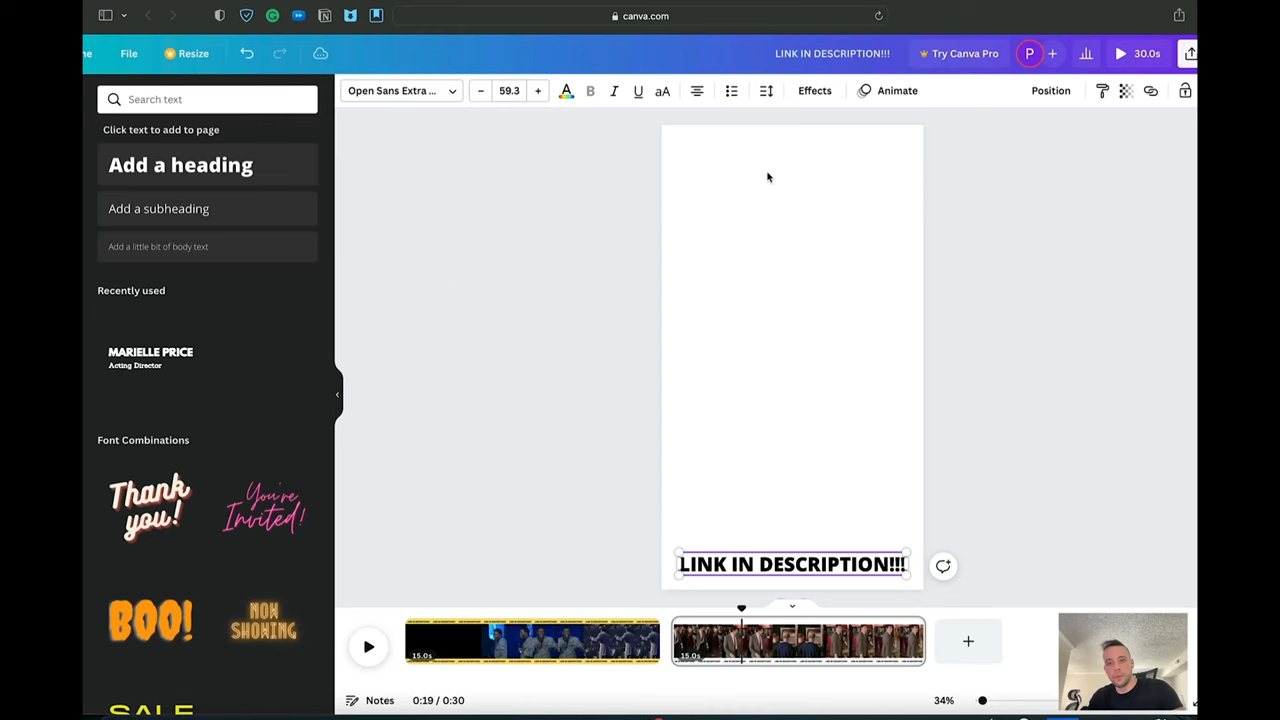 canva.com
ne File Resize LINK IN DESCRIPTION!!! Try Canva Pro P 30.0s
Search text
Open Sans Extra ... 59.3 A B I U aA Effects Animate Position
Click text to add to page
Add a heading
Add a subheading
Add a little bit of body text
Recently used
MARIELLE PRICE
Acting Director
Font Combinations
Thank you!
You're Invited!
BOO!
NOW SHOWING
SALE
LINK IN DESCRIPTION!!!
15.0s
15.0s
Notes 0:19 / 0:30 34%